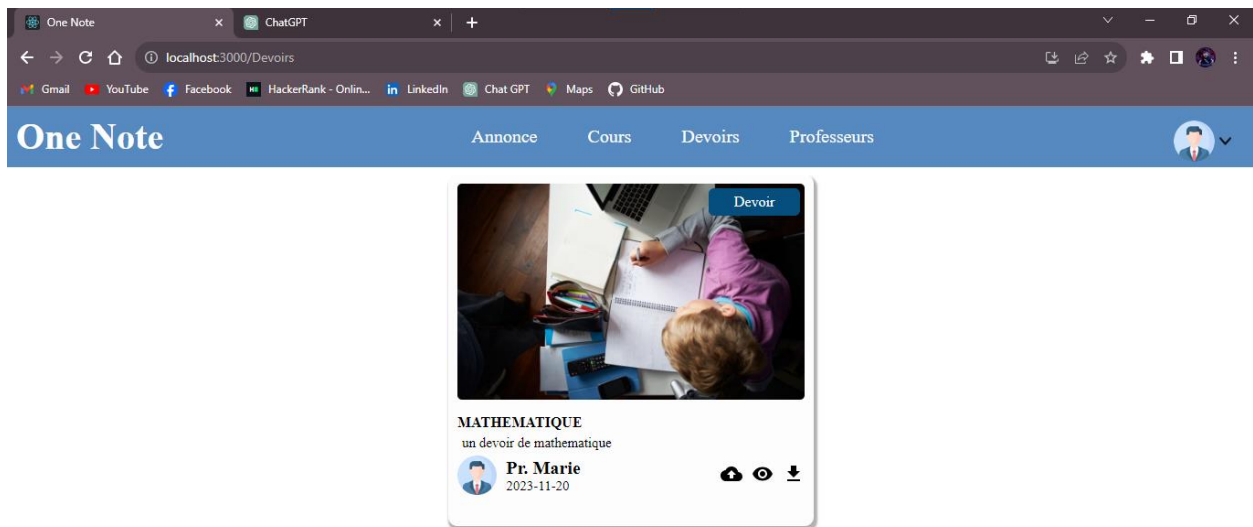 One Note
ChatGPT
localhost:3000/Devoirs
Gmail YouTube Facebook HackerRank - Onlin... LinkedIn Chat GPT Maps GitHub
One Note Annonce Cours Devoirs Professeurs
Devoir
MATHEMATIQUE
un devoir de mathematique
Pr. Marie
2023-11-20